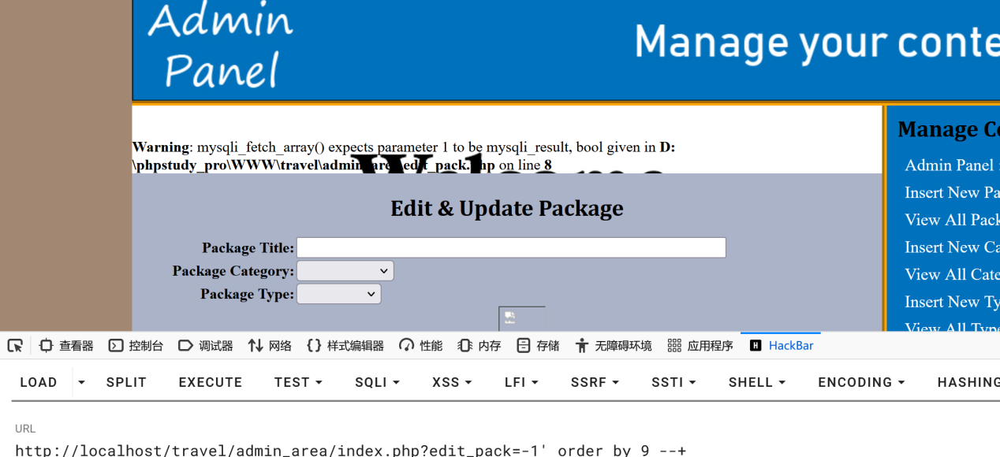 Admin
Panel
Manage your conte
Warning: mysqli_fetch_array() expects parameter 1 to be mysqli_result, bool given in D:
\phpstudy_pro\WWW\travel\admin_area\edit_pack.php on line 8
Edit & Update Package
Package Title:
Package Category:
Package Type:
Manage Co
Admin Panel
Insert New Pa
View All Pack
Insert New Ca
View All Cate
Insert New Ty
View All Type
查看器 控制台 调试器 网络 样式编辑器 性能 内存 存储 无障碍环境 应用程序 HackBar
LOAD SPLIT EXECUTE TEST SQLI XSS LFI SSRF SSTI SHELL ENCODING HASHING
URL
http://localhost/travel/admin_area/index.php?edit_pack=-1' order by 9 --+